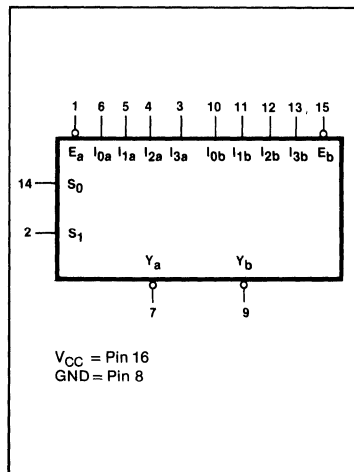 1 6 5 4 3 10 11 12 13 15
Ea I0a I1a I2a I3a I0b I1b I2b I3b Eb
14 S0
2 S1
Ya Yb
7 9
VCC = Pin 16
GND = Pin 8